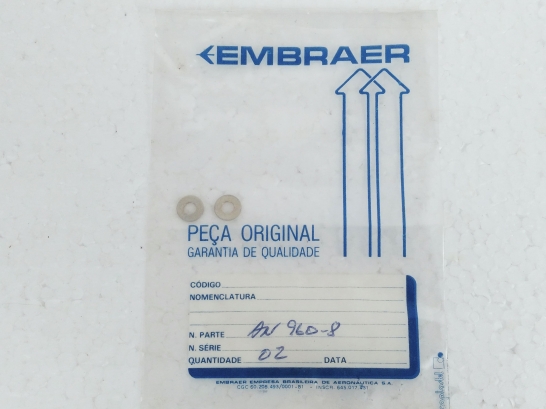 EMBRAER
PEÇA ORIGINAL
GARANTIA DE QUALIDADE
CÓDIGO
NOMENCLATURA
N. PARTE AN 960-8
N. SÉRIE
QUANTIDADE 02 DATA
EMBRAER EMPRESA BRASILEIRA DE AERONÁUTICA S.A.